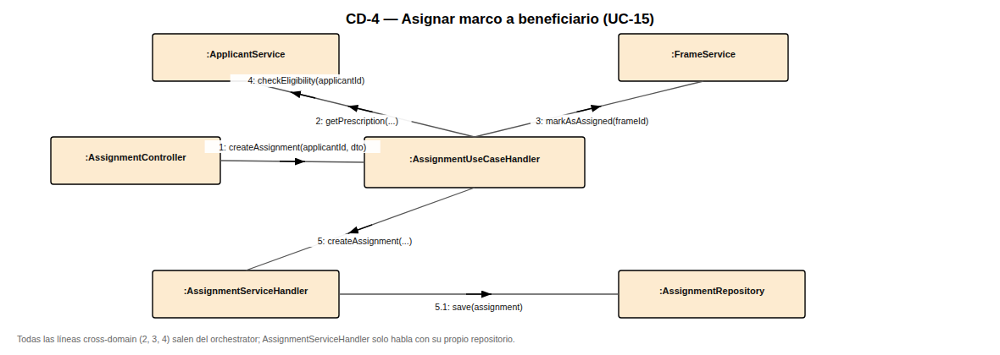 CD-4 — Asignar marco a beneficiario (UC-15)
:ApplicantService
:FrameService
4: checkEligibility(applicantId)
2: getPrescription(...)
3: markAsAssigned(frameId)
1: createAssignment(applicantId, dto)
:AssignmentController
:AssignmentUseCaseHandler
5: createAssignment(...)
:AssignmentServiceHandler
:AssignmentRepository
5.1: save(assignment)
Todas las líneas cross-domain (2, 3, 4) salen del orchestrator; AssignmentServiceHandler solo habla con su propio repositorio.